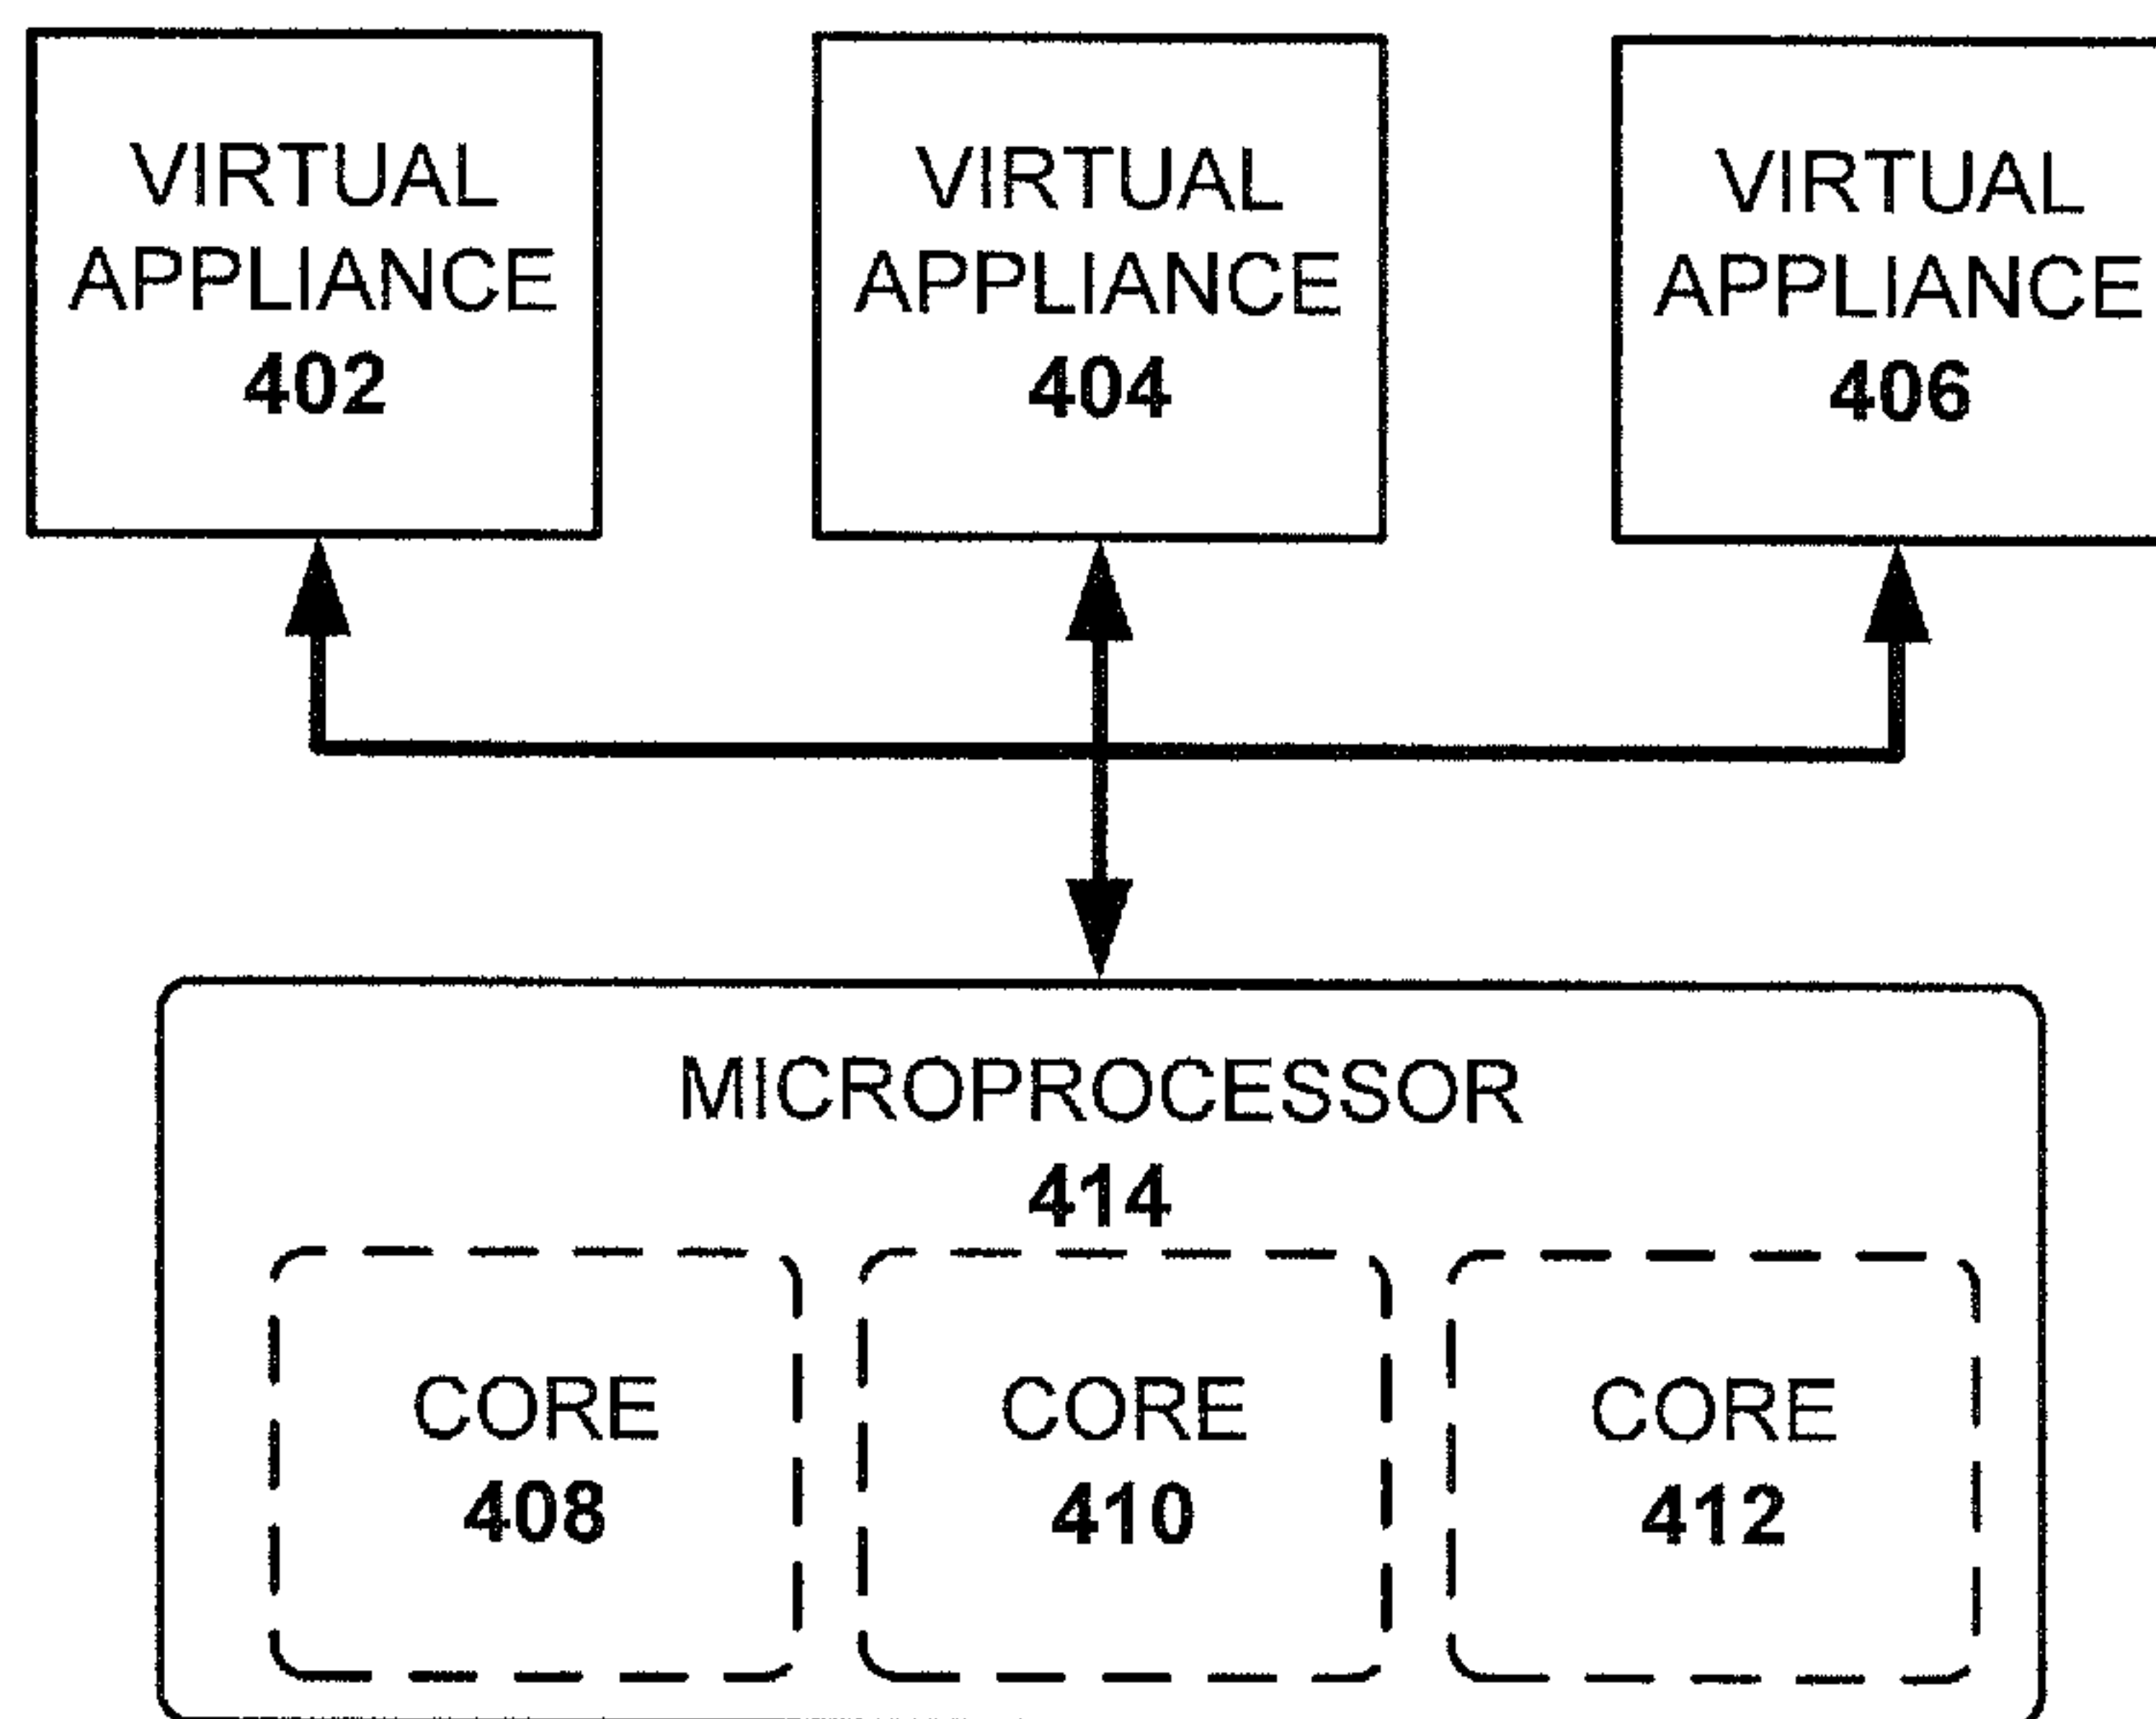 VIRTUAL
APPLIANCE
402
VIRTUAL
APPLIANCE
404
VIRTUAL
APPLIANCE
406
MICROPROCESSOR
414
CORE
408
CORE
410
CORE
412